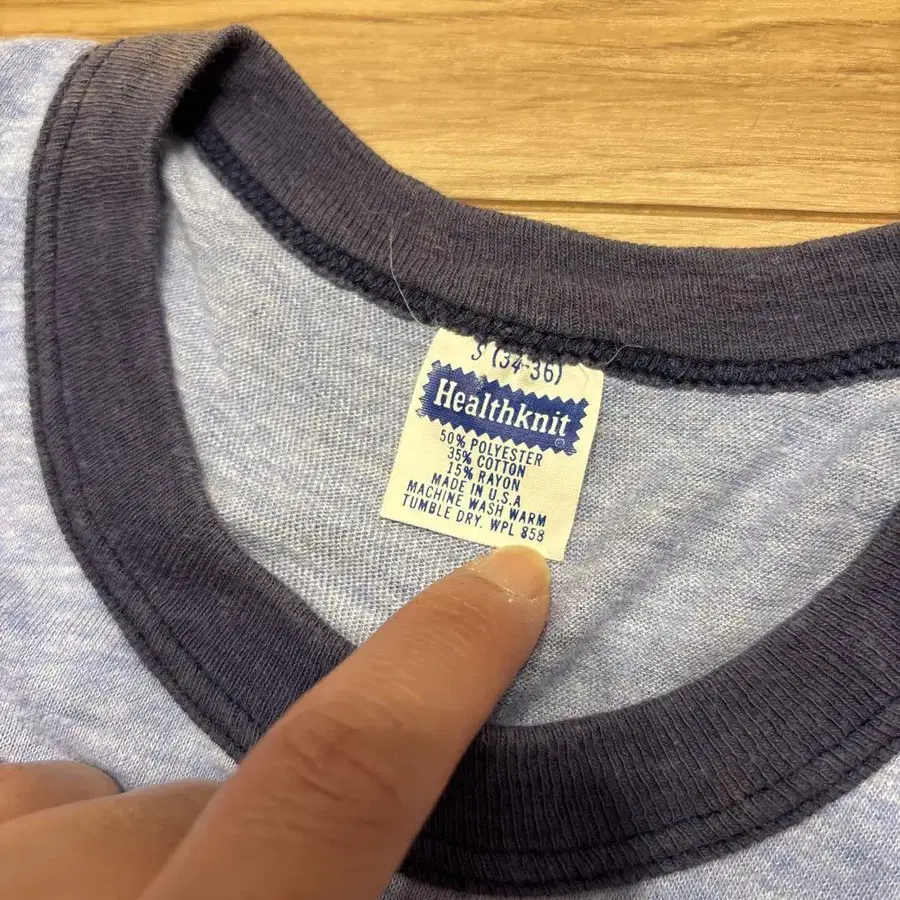 S (34-36)
Healthknit®
50% POLYESTER
35% COTTON
15% RAYON
MADE IN U.S.A
MACHINE WASH WARM
TUMBLE DRY. WPL 858